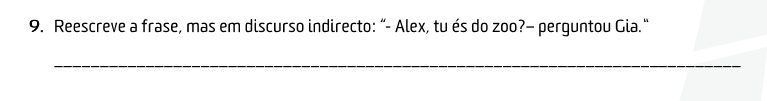 9. Reescreve a frase, mas em discurso indirecto: “- Alex, tu és do zoo?– perguntou Gia.“